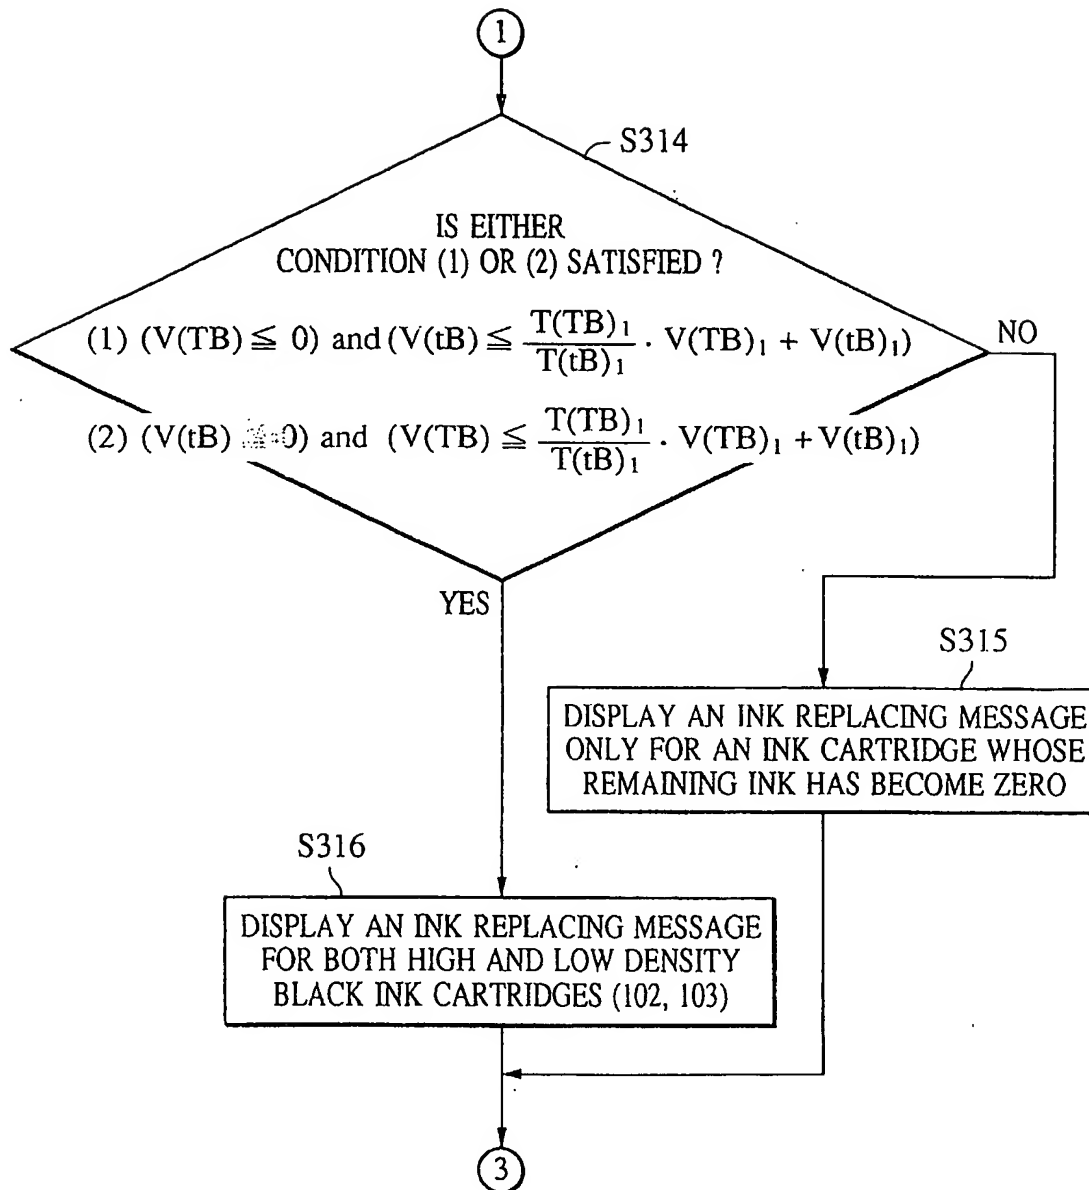 1
S314
IS EITHER
CONDITION (1) OR (2) SATISFIED ?
(1) (V(TB) ≦ 0) and (V(tB) ≦ T(TB)₁/T(tB)₁ · V(TB)₁ + V(tB)₁)
NO
(2) (V(tB) 0) and (V(TB) ≦ T(TB)₁/T(tB)₁ · V(TB)₁ + V(tB)₁)
YES
S315
DISPLAY AN INK REPLACING MESSAGE
ONLY FOR AN INK CARTRIDGE WHOSE
REMAINING INK HAS BECOME ZERO
S316
DISPLAY AN INK REPLACING MESSAGE
FOR BOTH HIGH AND LOW DENSITY
BLACK INK CARTRIDGES (102, 103)
3